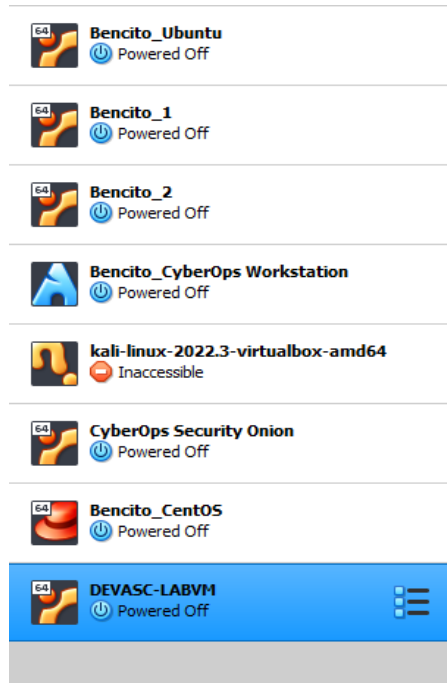 64
Bencito_Ubuntu
Powered Off
64
Bencito_1
Powered Off
64
Bencito_2
Powered Off
Bencito_CyberOps Workstation
Powered Off
kali-linux-2022.3-virtualbox-amd64
Inaccessible
64
CyberOps Security Onion
Powered Off
64
Bencito_CentOS
Powered Off
64
DEVASC-LABVM
Powered Off